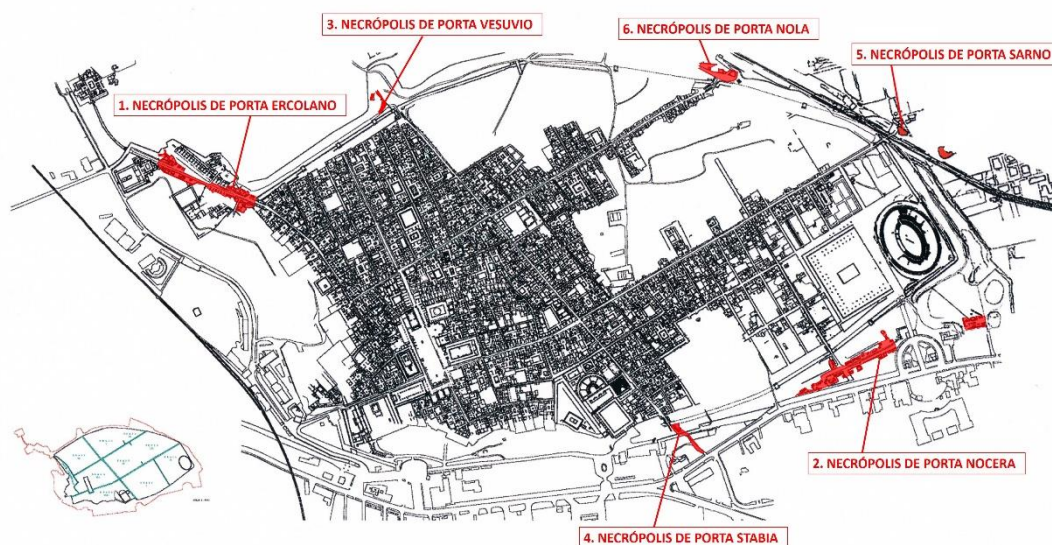 3. NECRÓPOLIS DE PORTA VESUVIO
6. NECRÓPOLIS DE PORTA NOLA
5. NECRÓPOLIS DE PORTA SARNO
1. NECRÓPOLIS DE PORTA ERCOLANO
2. NECRÓPOLIS DE PORTA NOCERA
4. NECRÓPOLIS DE PORTA STABIA